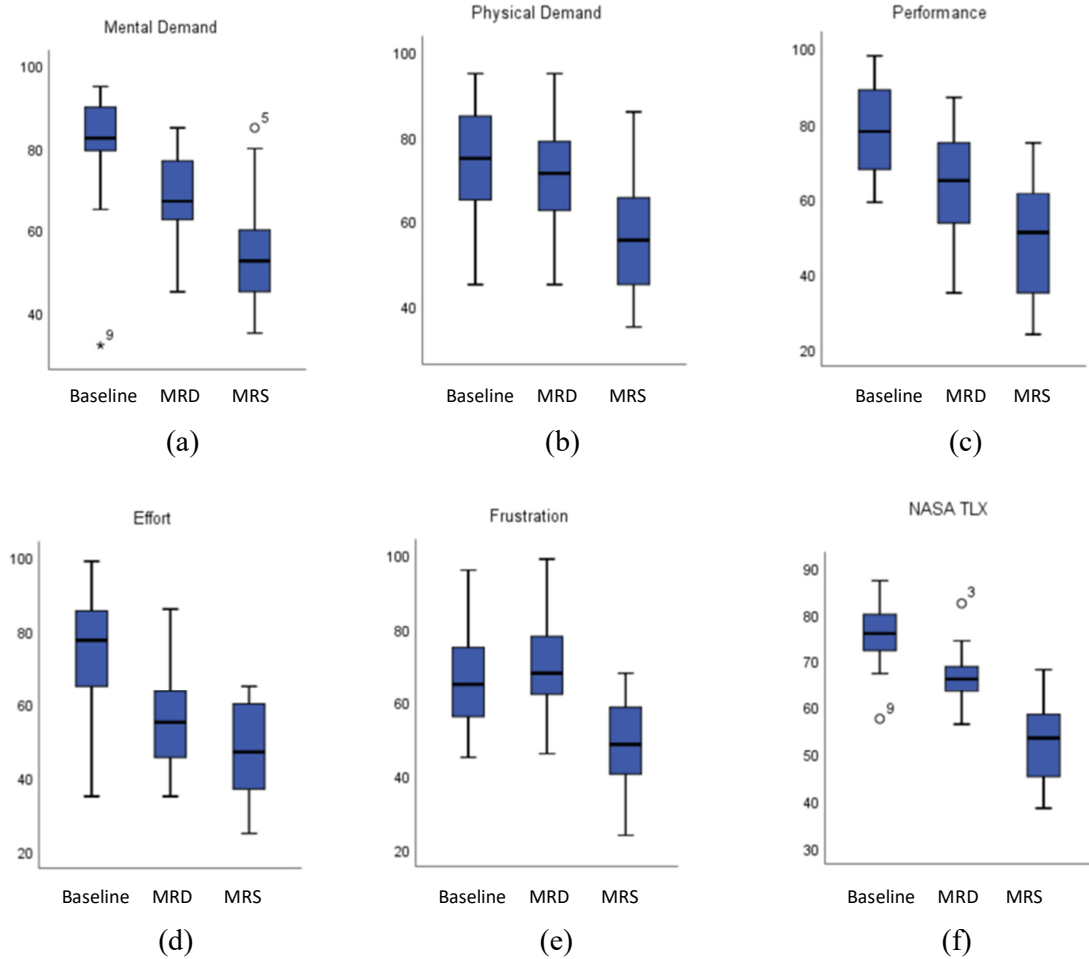 Mental Demand
100
80
60
40
5
9
Baseline MRD MRS
(a)
Physical Demand
100
80
60
40
Baseline MRD MRS
(b)
Performance
100
80
60
40
20
Baseline MRD MRS
(c)
Effort
100
80
60
40
20
Baseline MRD MRS
(d)
Frustration
100
80
60
40
20
Baseline MRD MRS
(e)
NASA TLX
90
80
70
60
50
40
30
3
9
Baseline MRD MRS
(f)